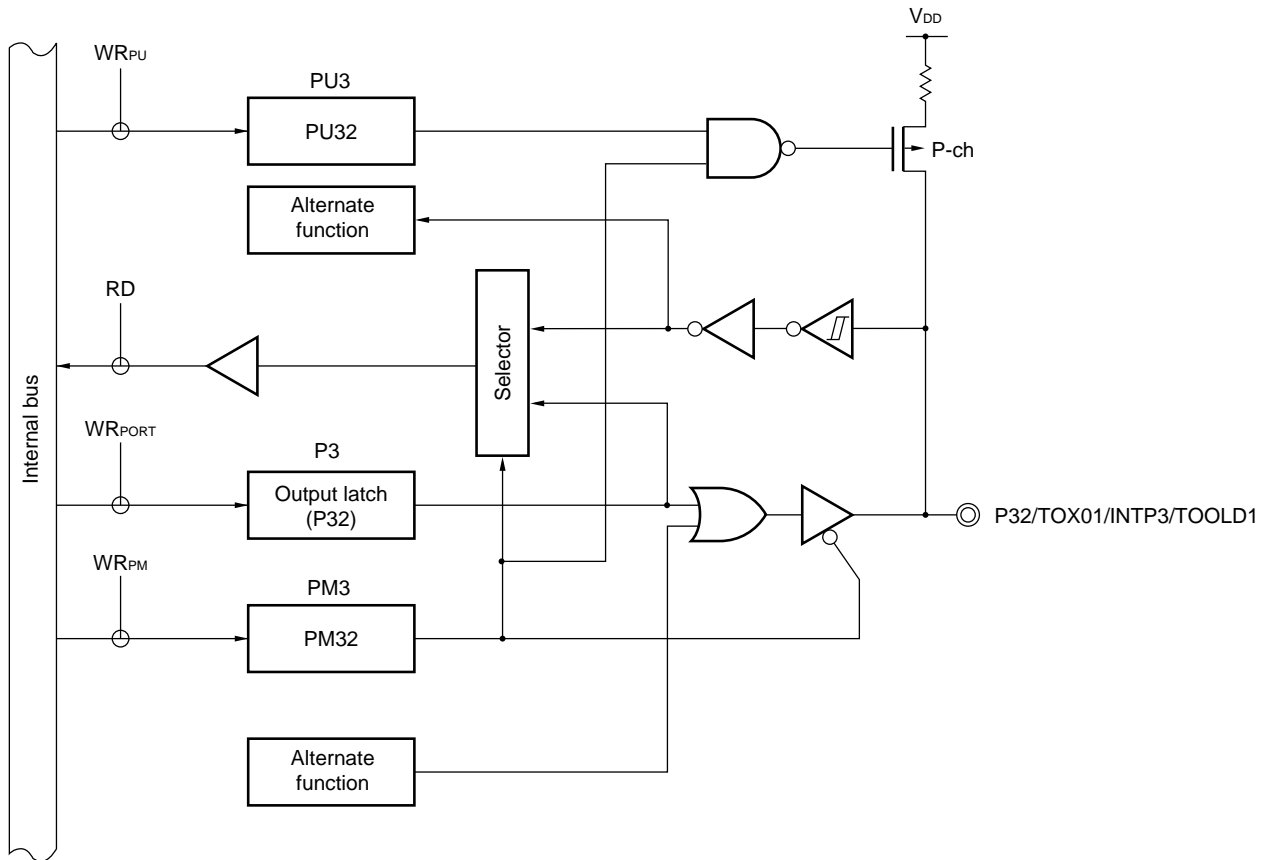 VDD
WRPU
PU3
PU32
P-ch
Alternate
function
RD
Selector
Internal bus
WRPORT
P3
Output latch
(P32)
P32/TOX01/INTP3/TOOLD1
WRPM
PM3
PM32
Alternate
function